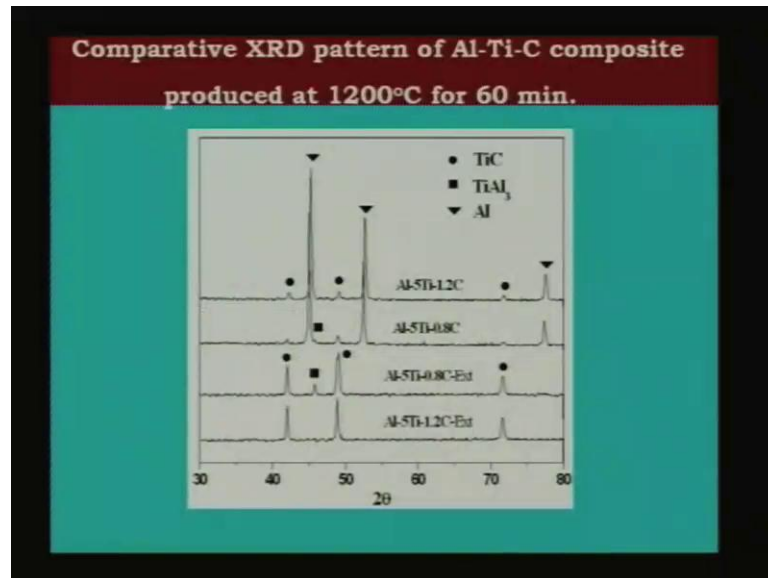 Comparative XRD pattern of Al-Ti-C composite
produced at 1200°C for 60 min.
● TiC
■ TiAl₃
▼ Al
Al-5Ti-1.2C
Al-5Ti-0.8C
Al-5Ti-0.8C-Ext
Al-5Ti-1.2C-Ext
30 40 50 60 70 80
2θ